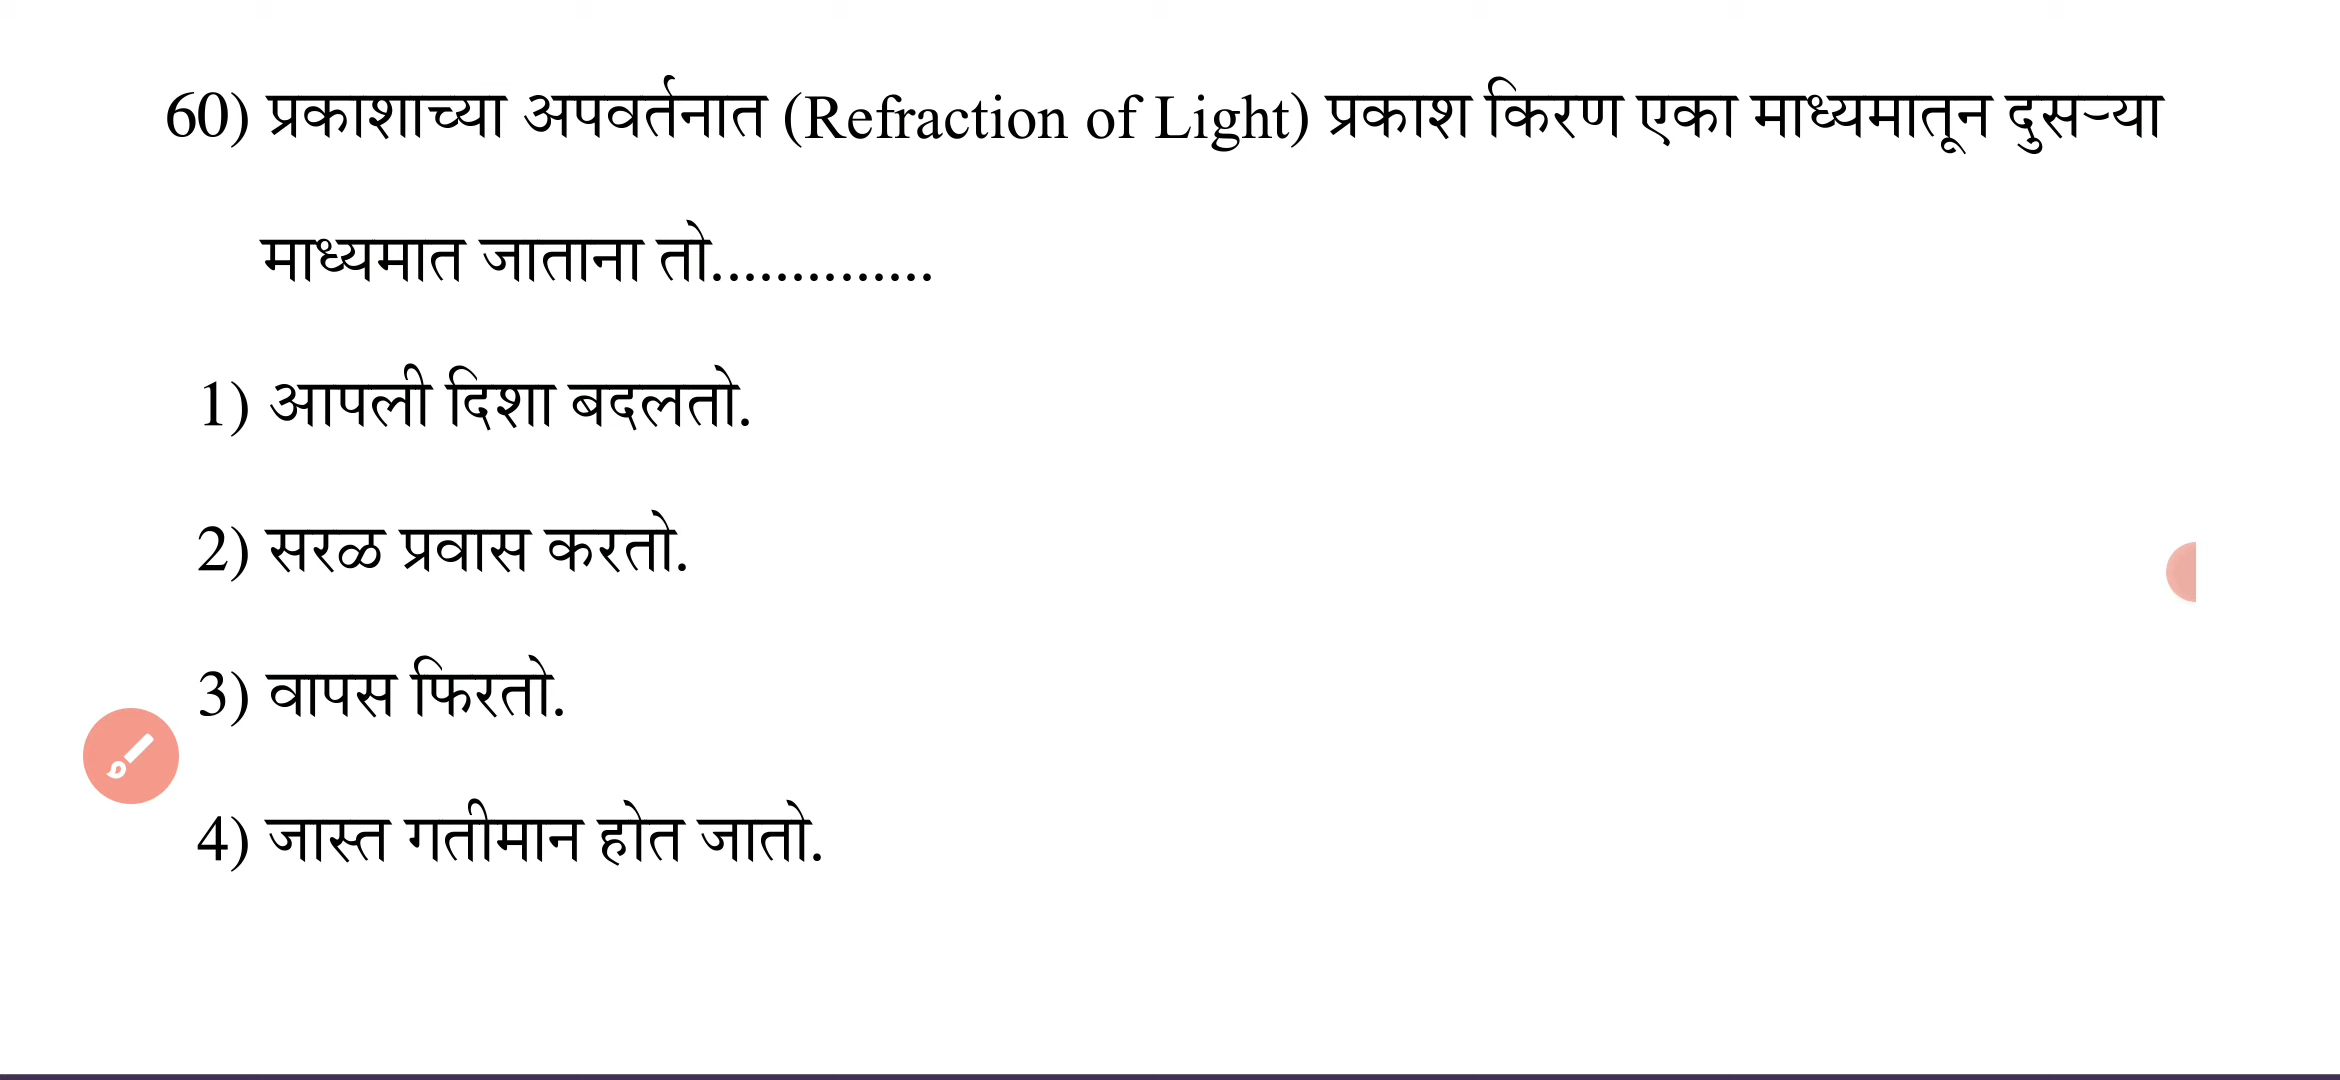 60) प्रकाशाच्या अपवर्तनात (Refraction of Light) प्रकाश किरण एका माध्यमातून दुसऱ्या
माध्यमात जाताना तो..............
1) आपली दिशा बदलतो.
2) सरळ प्रवास करतो.
3) वापस फिरतो.
4) जास्त गतीमान होत जातो.